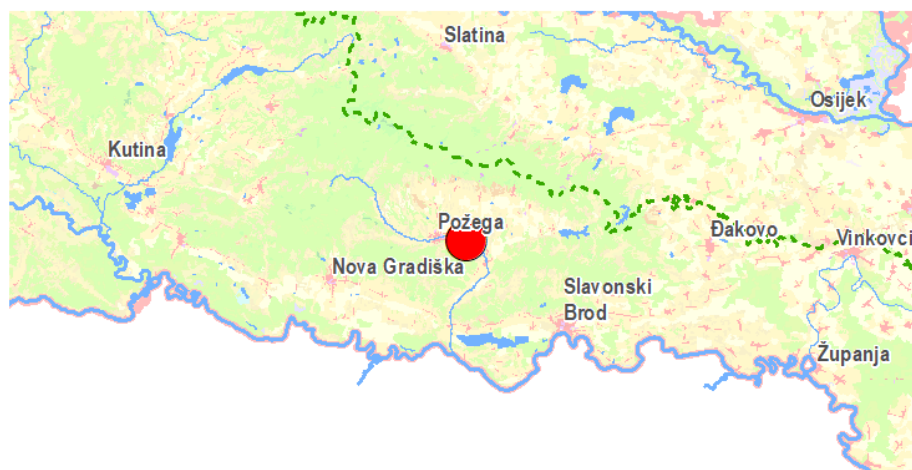 Slatina
Osijek
Kutina
Požega
Đakovo
Vinkovci
Nova Gradiška
Slavonski
Brod
Županja